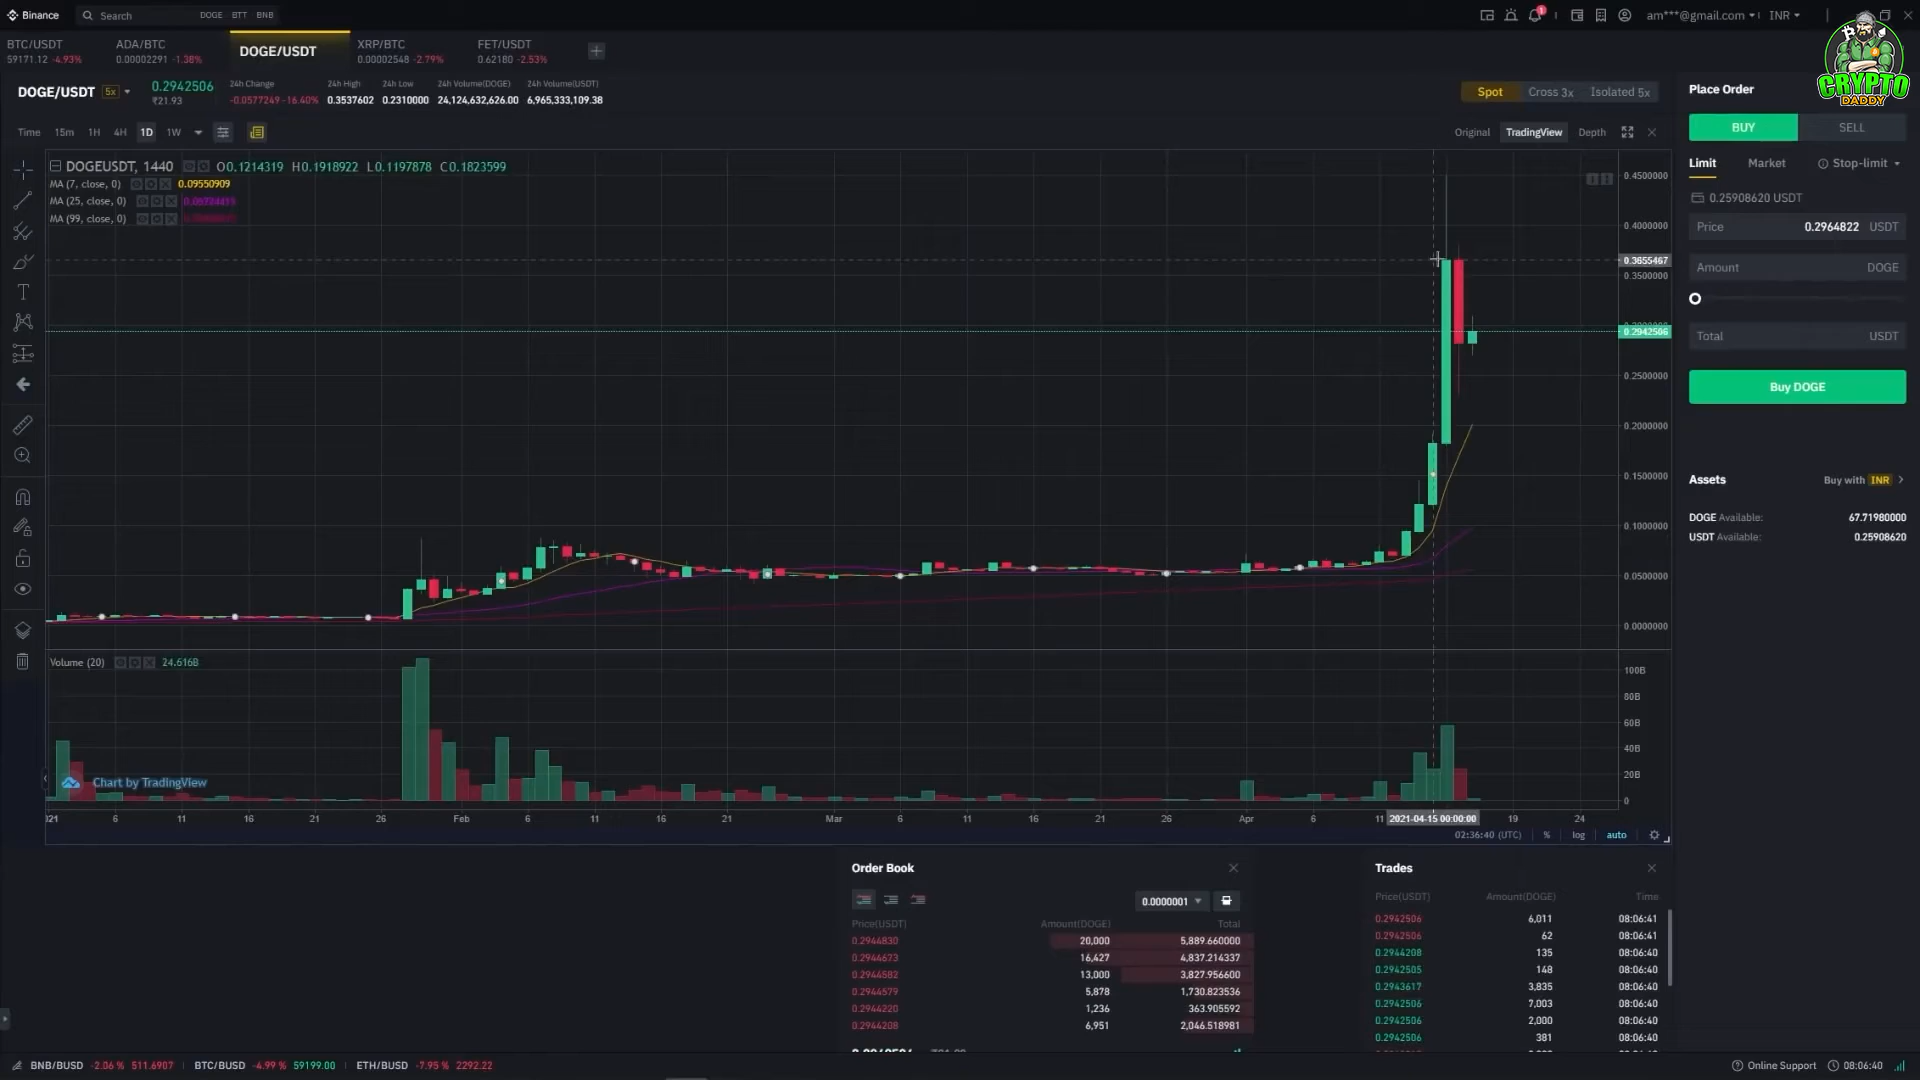 Binance Search DOGE BTT BNB 1 am***@gmail.com INR
BTC/USDT ADA/BTC DOGE/USDT XRP/BTC FET/USDT
59171.12 -4.93% 0.00002291 -1.38% 0.00002548 -2.79% 0.62180 -2.53%
CRYPTO
DADDY
DOGE/USDT 5x 0.2942506 24h Change 24h High 24h Low 24h Volume(DOGE) 24h Volume(USDT)
₹21.93 -0.0577249 -16.40% 0.3537602 0.2310000 24,124,632,626.00 6,965,333,109.38
Spot Cross 3x Isolated 5x
Time 15m 1H 4H 1D 1W Original TradingView Depth
DOGEUSDT, 1440 O0.1214319 H0.1918922 L0.1197878 C0.1823599
MA (7, close, 0) 0.09550909
MA (25, close, 0)
MA (99, close, 0)
0.4500000
0.4000000
0.3655467
0.3500000
0.2942506
0.2500000
0.2000000
0.1500000
0.1000000
0.0500000
0.0000000
Volume (20) 24.616B
100B
80B
60B
40B
20B
0
Chart by TradingView
6 11 16 21 26 Feb 6 11 16 21 Mar 6 11 16 21 26 Apr 6 11 2021-04-15 00:00:00 19 24
02:36:40 (UTC) % log auto
Place Order
BUY SELL
Limit Market Stop-limit
0.25908620 USDT
Price 0.2964822 USDT
Amount DOGE
Total USDT
Buy DOGE
Assets Buy with INR
DOGE Available: 67.71980000
USDT Available: 0.25908620
Order Book
0.0000001
Price(USDT) Amount(DOGE) Total
0.2944830 20,000 5,889.660000
0.2944673 16,427 4,837.214337
0.2944582 13,000 3,827.956600
0.2944579 5,878 1,730.823536
0.2944220 1,236 363.905592
0.2944208 6,951 2,046.518981
Trades
Price(USDT) Amount(DOGE) Time
0.2942506 6,011 08:06:41
0.2942506 62 08:06:41
0.2944208 135 08:06:40
0.2942505 148 08:06:40
0.2943617 3,835 08:06:40
0.2942506 7,003 08:06:40
0.2942506 2,000 08:06:40
0.2942506 381 08:06:40
BNB/BUSD -2.06 % 511.6907 BTC/BUSD -4.99 % 59199.00 ETH/BUSD -7.95 % 2292.22 Online Support 08:06:40